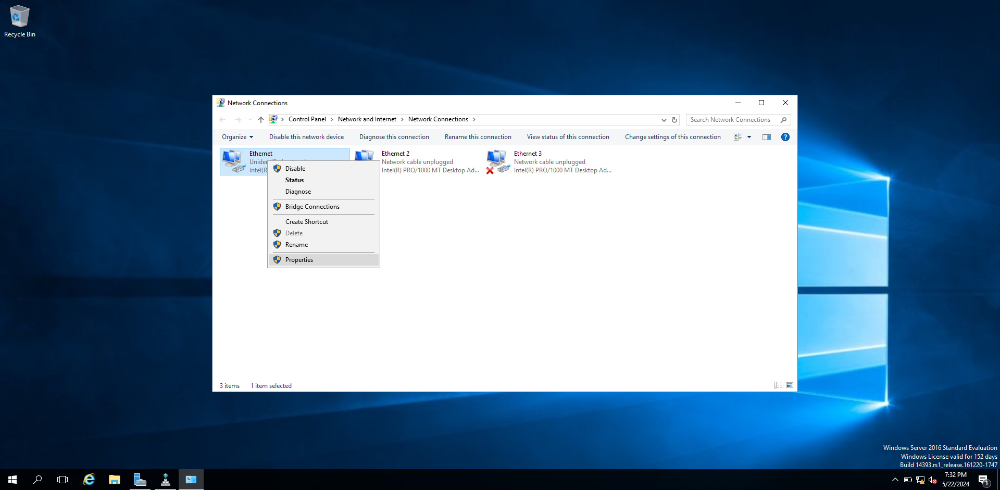 Recycle Bin
Network Connections
Control Panel
Network and Internet
Network Connections
Search Network Connections
Organize
Disable this network device
Diagnose this connection
Rename this connection
View status of this connection
Change settings of this connection
Ethernet
Intel(R)
Ethernet 2
Network cable unplugged
Intel(R) PRO/1000 MT Desktop Ad...
Ethernet 3
Network cable unplugged
Intel(R) PRO/1000 MT Desktop Ad...
Disable
Status
Diagnose
Bridge Connections
Create Shortcut
Delete
Rename
Properties
3 items
1 item selected
Windows Server 2016 Standard Evaluation
Windows License valid for 152 days
Build 14393.rs1_release.161220-1747
7:32 PM
5/22/2024
1